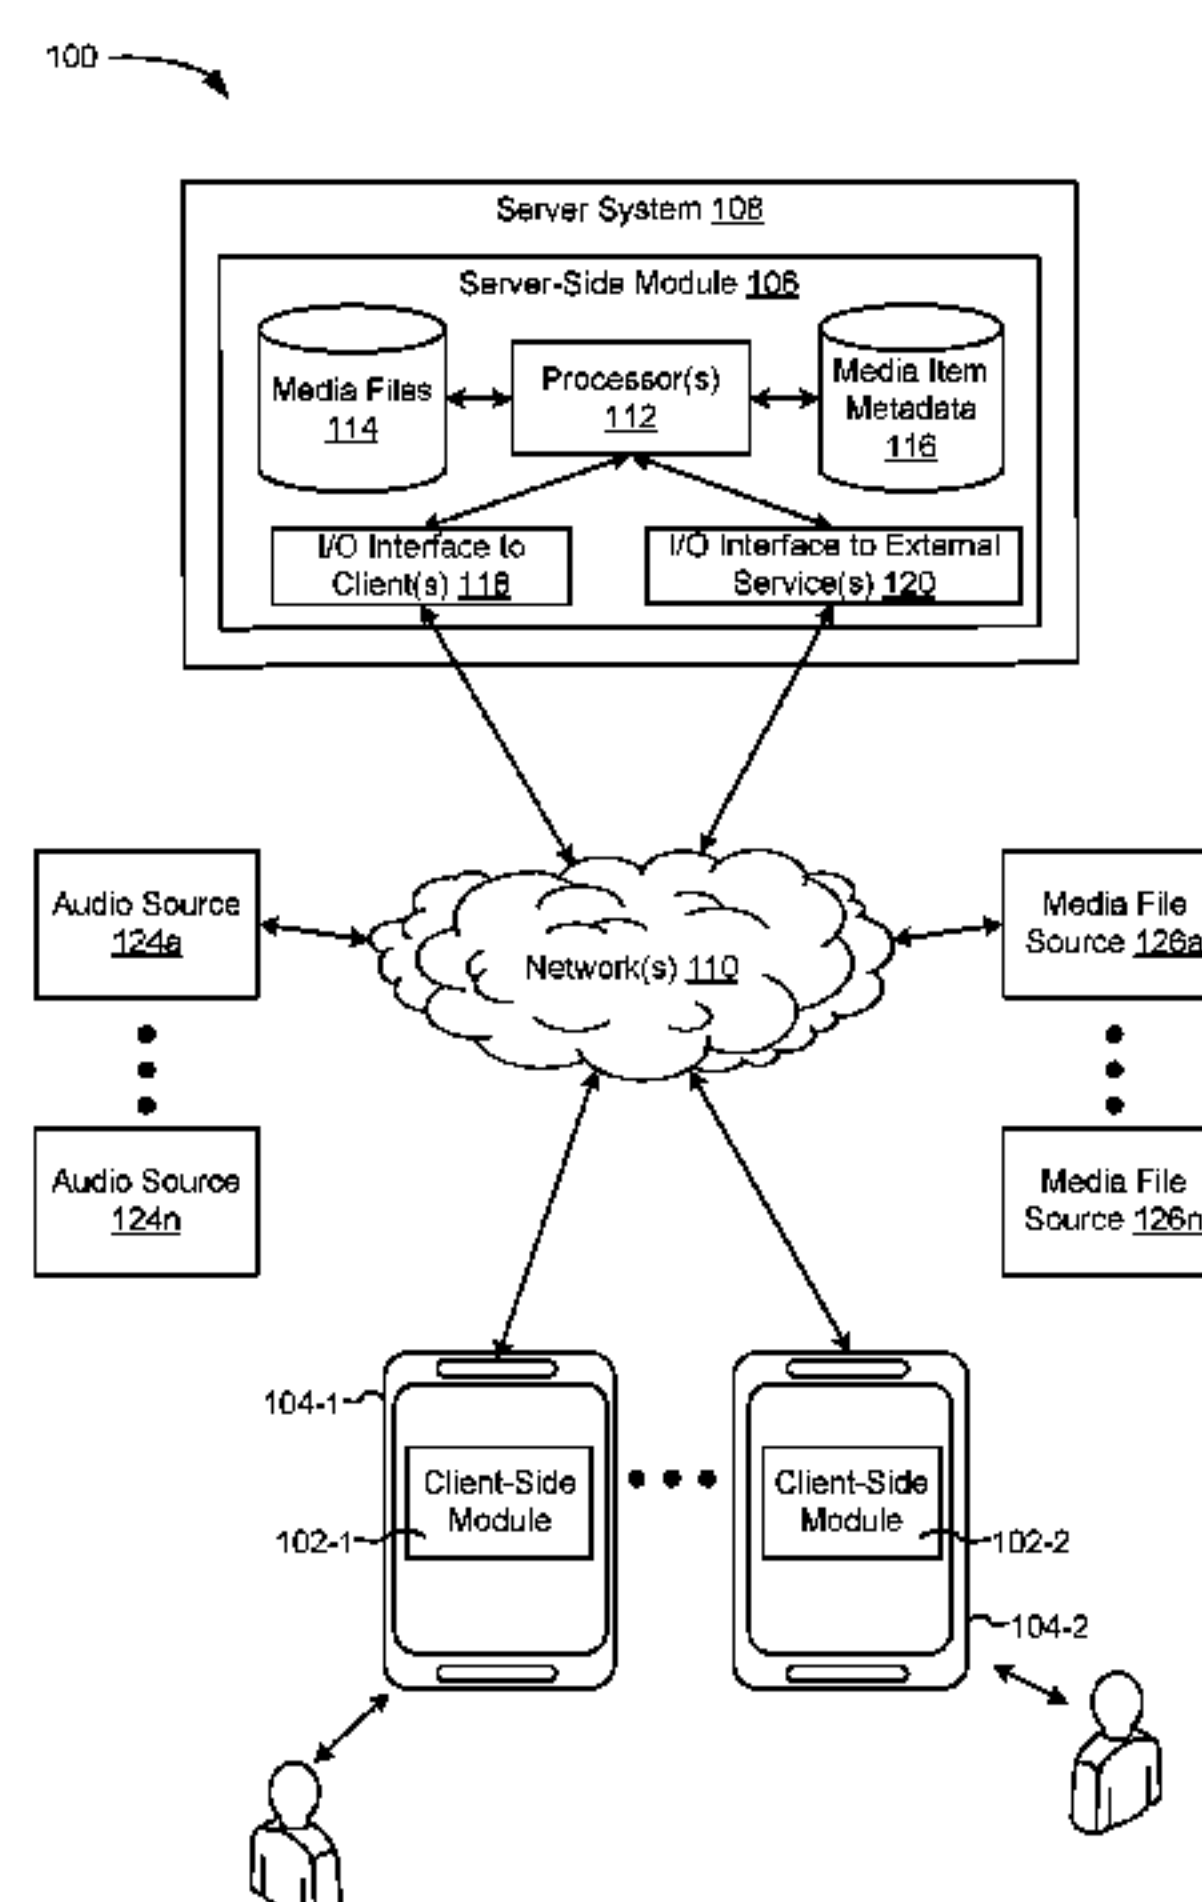 100
Server System 108
Server-Side Module 106
Media Files
114
Processor(s)
112
Media Item
Metadata
116
I/O Interface to
Client(s) 118
I/O Interface to External
Service(s) 120
Audio Source
124a
Network(s) 110
Media File
Source 126a
Audio Source
124n
Media File
Source 126n
104-1
Client-Side
Module
102-1
Client-Side
Module
102-2
104-2